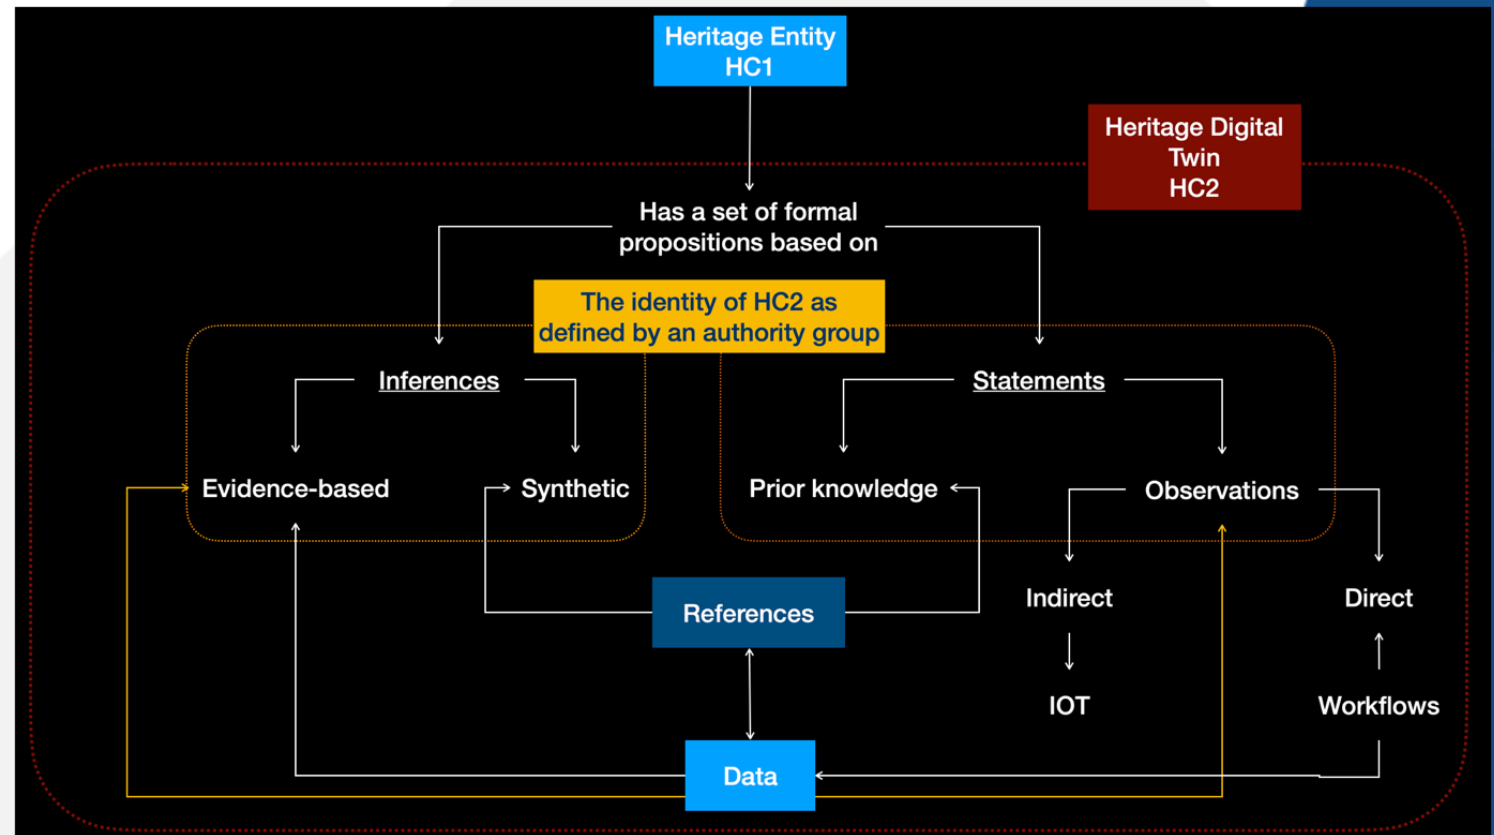 Heritage Entity
HC1
Heritage Digital
Twin
HC2
Has a set of formal
propositions based on
The identity of HC2 as
defined by an authority group
Inferences
Statements
Evidence-based
Synthetic
Prior knowledge
Observations
References
Indirect
Direct
IOT
Workflows
Data